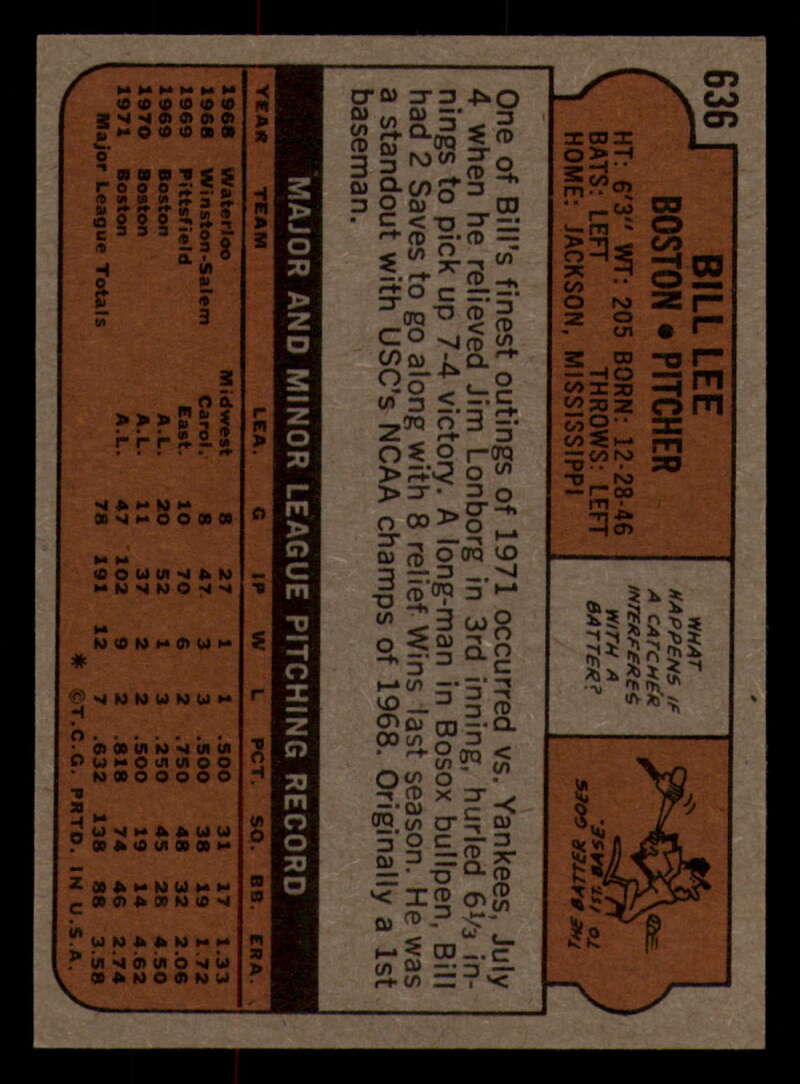 636
BILL LEE
BOSTON • PITCHER
HT: 6'3" WT: 205 BORN: 12-28-46
BATS: LEFT THROWS: LEFT
HOME: JACKSON, MISSISSIPPI
WHAT
HAPPENS IF
A CATCHER
INTERFERES
WITH A
BATTER?
THE BATTER GOES
TO 1ST BASE.
One of Bill's finest outings of 1971 occurred vs. Yankees, July
4, when he relieved Jim Lonborg in 3rd inning, hurled 6⅓ in-
nings to pick up 7-4 victory. A long-man in Bosox bullpen, Bill
had 2 Saves to go along with 8 relief Wins last season. He was
a standout with USC's NCAA champs of 1968. Originally a 1st
baseman.
MAJOR AND MINOR LEAGUE PITCHING RECORD
YEAR TEAM LEA. G IP W L PCT. SO. BB. ERA.
1968 Waterloo Midwest 8 27 1 1 .500 31 17 1.33
1968 Winston-Salem Carol. 8 47 3 3 .500 38 19 1.72
1969 Pittsfield East. 10 70 6 2 .750 48 32 2.06
1969 Boston A.L. 20 52 1 3 .250 45 28 4.50
1970 Boston A.L. 11 37 2 2 .500 19 14 4.62
1971 Boston A.L. 47 102 9 2 .818 74 46 2.74
Major League Totals 78 191 12 7 .632 138 88 3.58
* ©T.C.G. PRTD. IN U.S.A.